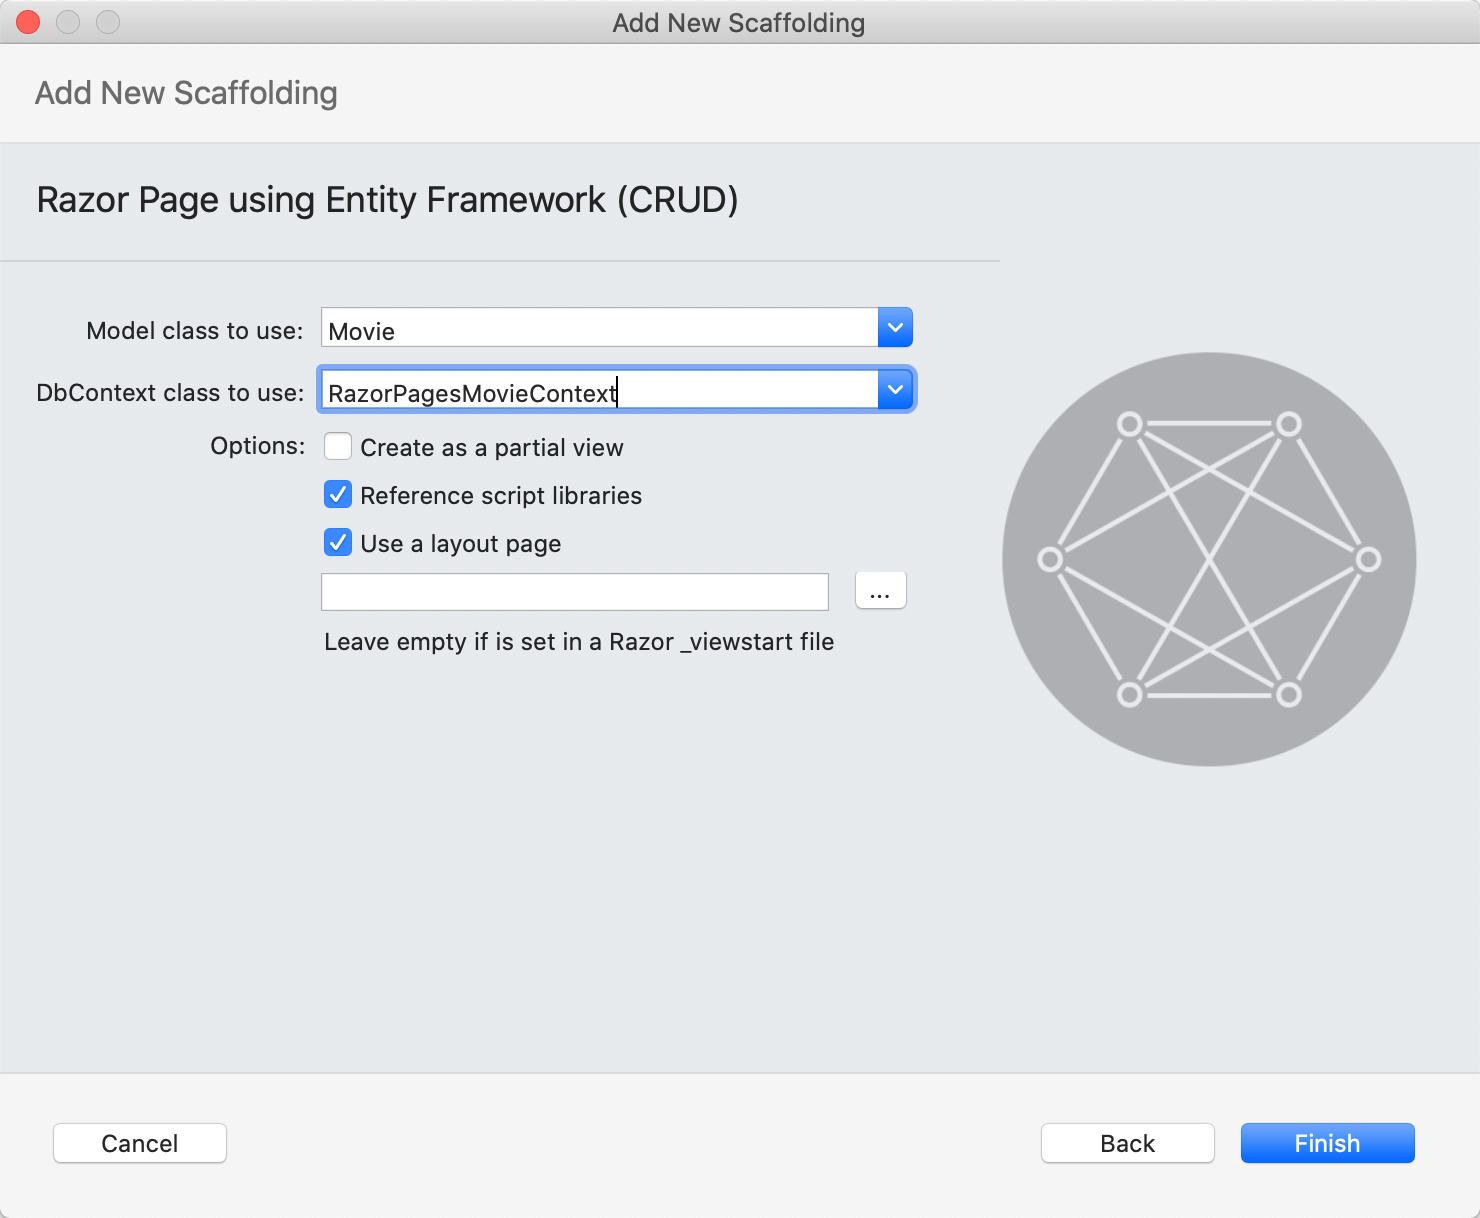 Add New Scaffolding
Add New Scaffolding
Razor Page using Entity Framework (CRUD)
Model class to use: Movie
DbContext class to use: RazorPagesMovieContext
Options: Create as a partial view
Reference script libraries
Use a layout page
...
Leave empty if is set in a Razor _viewstart file
Cancel Back Finish